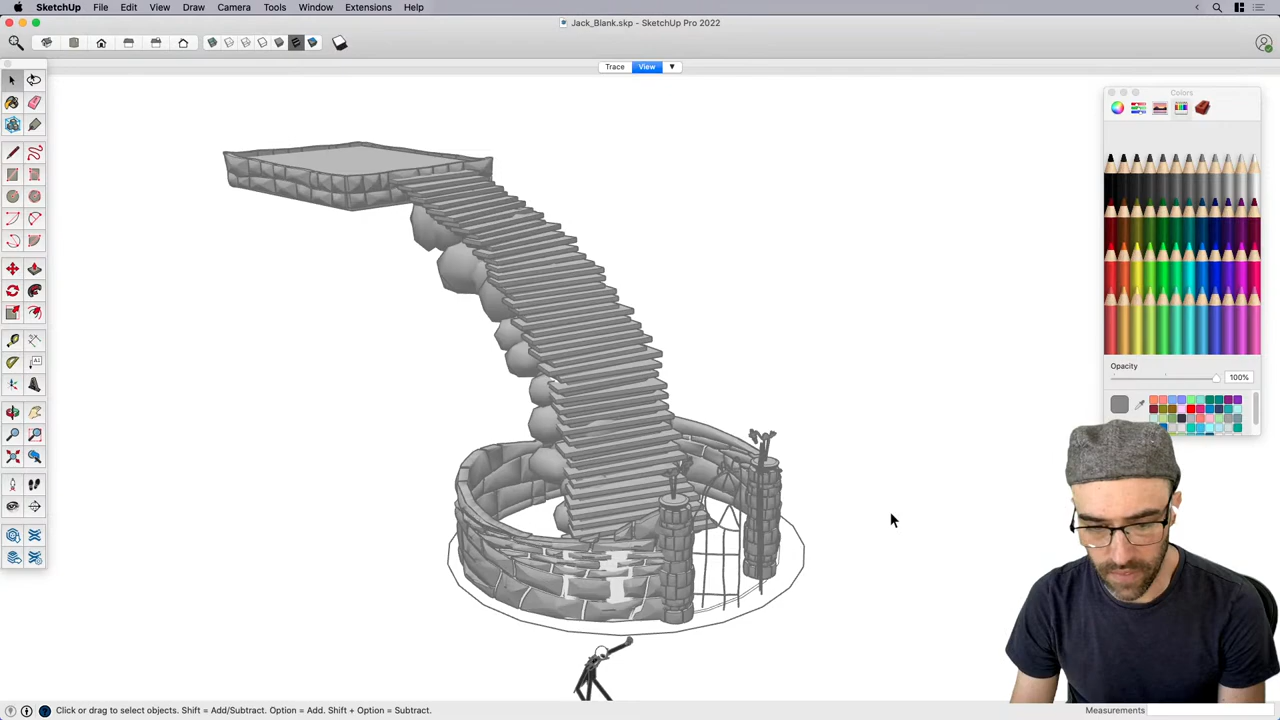 SketchUp File Edit View Draw Camera Tools Window Extensions Help
Jack_Blank.skp - SketchUp Pro 2022
Trace View
Colors
Opacity
100%
A1
Click or drag to select objects. Shift = Add/Subtract. Option = Add. Shift + Option = Subtract.
Measurements